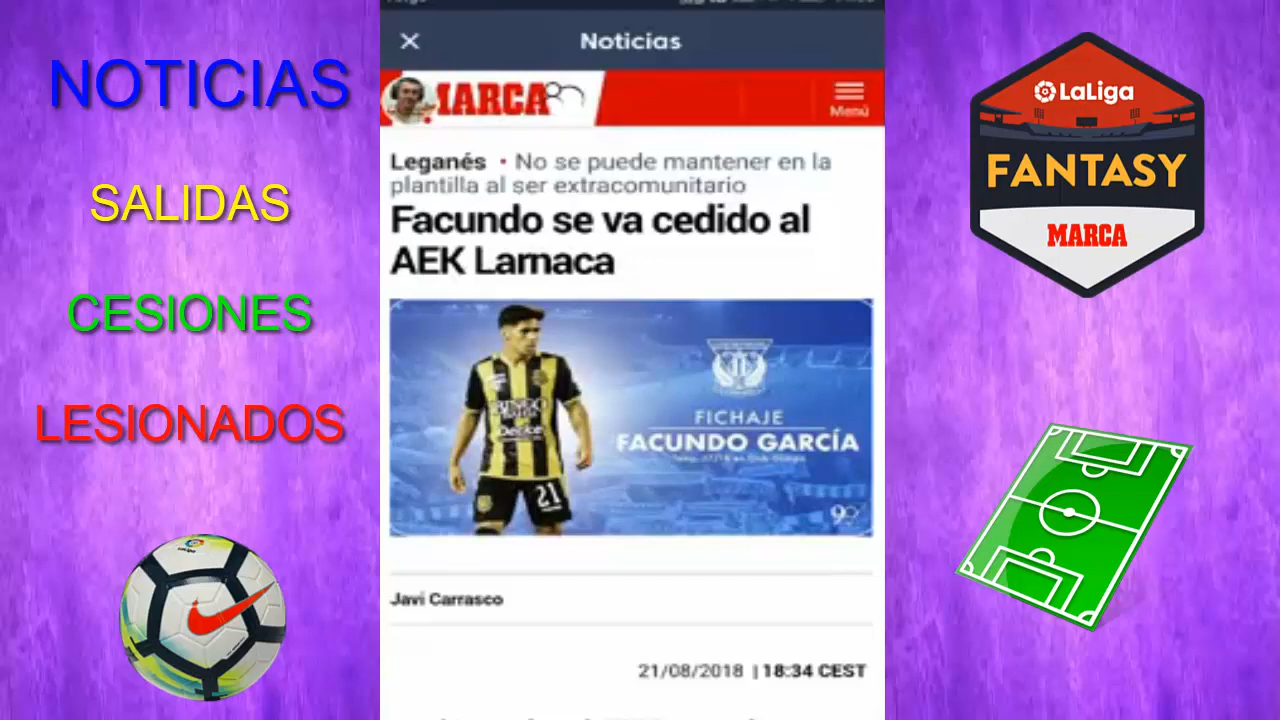 NOTICIAS
SALIDAS
CESIONES
LESIONADOS
Noticias
MARCA
Menú
Leganés • No se puede mantener en la
plantilla al ser extracomunitario
Facundo se va cedido al
AEK Larnaca
FICHAJE
FACUNDO GARCÍA
21
90
Javi Carrasco
21/08/2018 | 18:34 CEST
LaLiga
FANTASY
MARCA